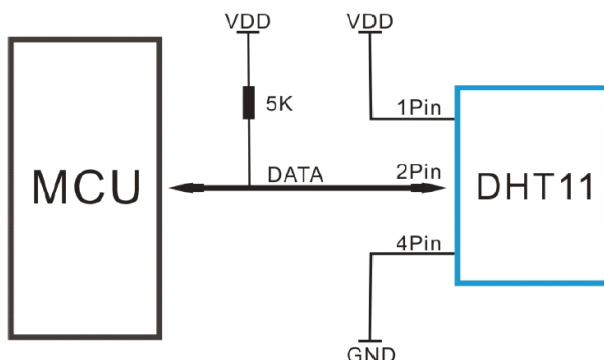 VDD
VDD
5K
1Pin
MCU
DATA
2Pin
DHT11
4Pin
GND